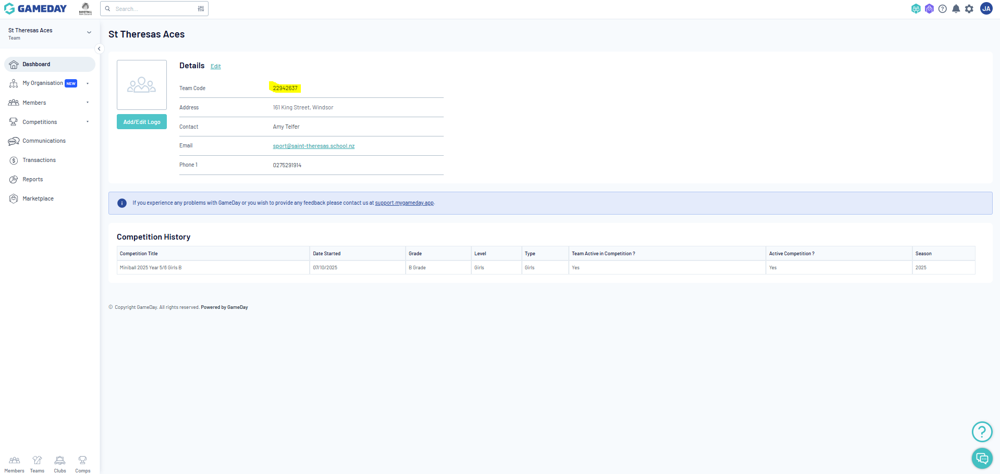 GAMEDAY
BASKETBALL
New Zealand
Search...
JA
St Theresas Aces
Team
Dashboard
My Organisation NEW
Members
Competitions
Communications
Transactions
Reports
Marketplace
Members Teams Clubs Comps
St Theresas Aces
Add/Edit Logo
Details Edit
Team Code 22942637
Address 161 King Street, Windsor
Contact Amy Telfer
Email sport@saint-theresas.school.nz
Phone 1 0275291914
If you experience any problems with GameDay or you wish to provide any feedback please contact us at support.mygameday.app.
Competition History
Competition Title Date Started Grade Level Type Team Active in Competition ? Active Competition ? Season
Miniball 2025 Year 5/6 Girls B 07/10/2025 B Grade Girls Girls Yes Yes 2025
© Copyright GameDay. All rights reserved. Powered by GameDay